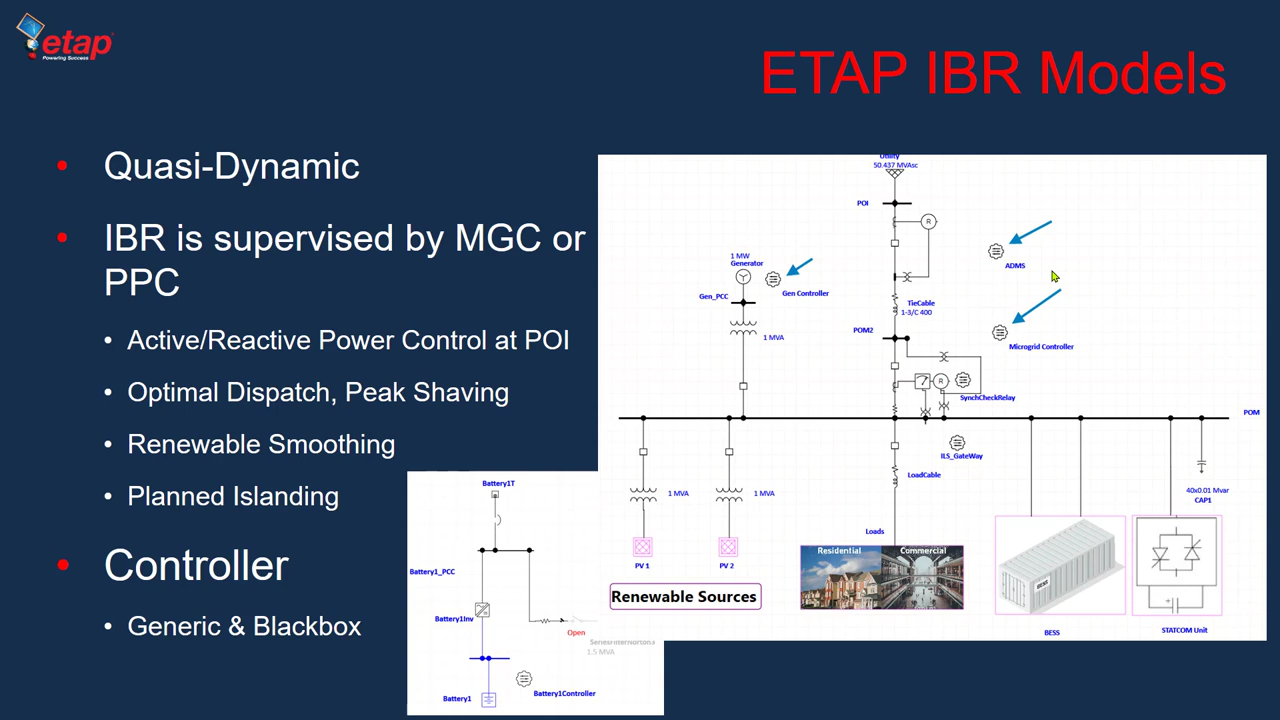 etap
Powering Success
ETAP IBR Models
• Quasi-Dynamic
• IBR is supervised by MGC or
PPC
• Active/Reactive Power Control at POI
• Optimal Dispatch, Peak Shaving
• Renewable Smoothing
• Planned Islanding
• Controller
• Generic & Blackbox
Utility
50.437 MVAsc
POI
R
ADMS
1 MW
Generator
Gen Controller
Gen_PCC
TieCable
1-3/C 400
POM2
1 MVA
Microgrid Controller
R
SynchCheckRelay
POM
ILS_GateWay
LoadCable
1 MVA
1 MVA
40x0.01 Mvar
CAP1
Loads
Residential
Commercial
PV 1
PV 2
Renewable Sources
BESS
BESS
STATCOM Unit
Battery1T
Battery1_PCC
Battery1Inv
Open
1.5 MVA
Battery1Controller
Battery1